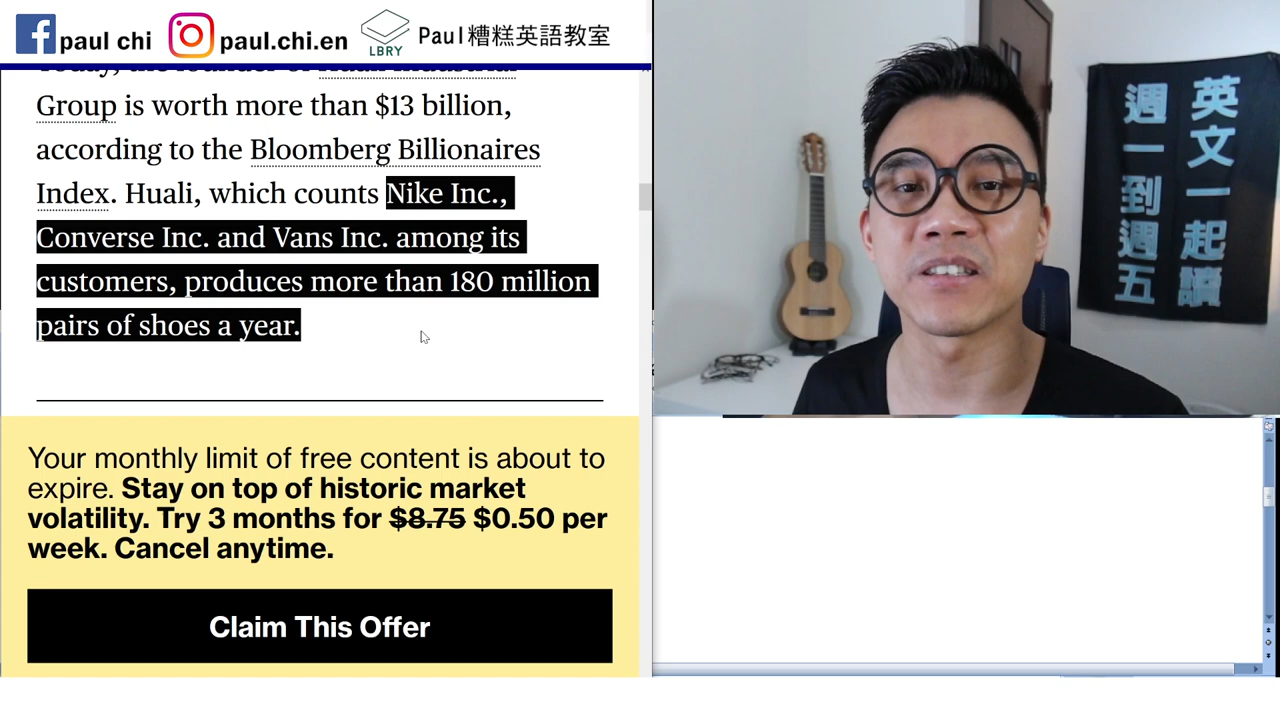 paul chi
paul.chi.en
LBRY
Paul糟糕英語教室
Group is worth more than $13 billion,
according to the Bloomberg Billionaires
Index. Huali, which counts Nike Inc.,
Converse Inc. and Vans Inc. among its
customers, produces more than 180 million
pairs of shoes a year.
Your monthly limit of free content is about to
expire. Stay on top of historic market
volatility. Try 3 months for $8.75 $0.50 per
week. Cancel anytime.
Claim This Offer
英文一起讀
週一到週五